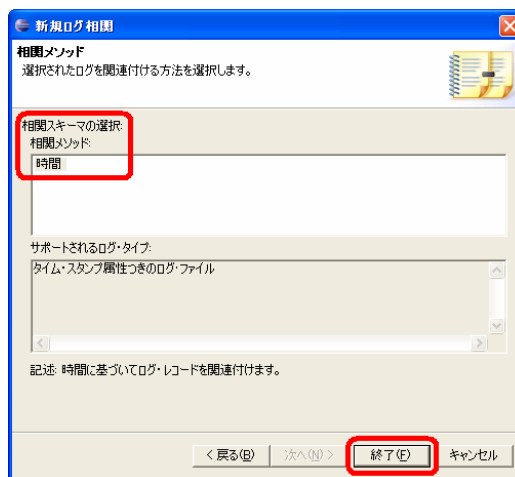 新規ログ相関
相関メソッド
選択されたログを関連付ける方法を選択します。
相関スキーマの選択:
相関メソッド:
時間
サポートされるログ・タイプ:
タイム・スタンプ属性つきのログ・ファイル
記述: 時間に基づいてログ・レコードを関連付けます。
< 戻る(B)
次へ(N) >
終了(F)
キャンセル